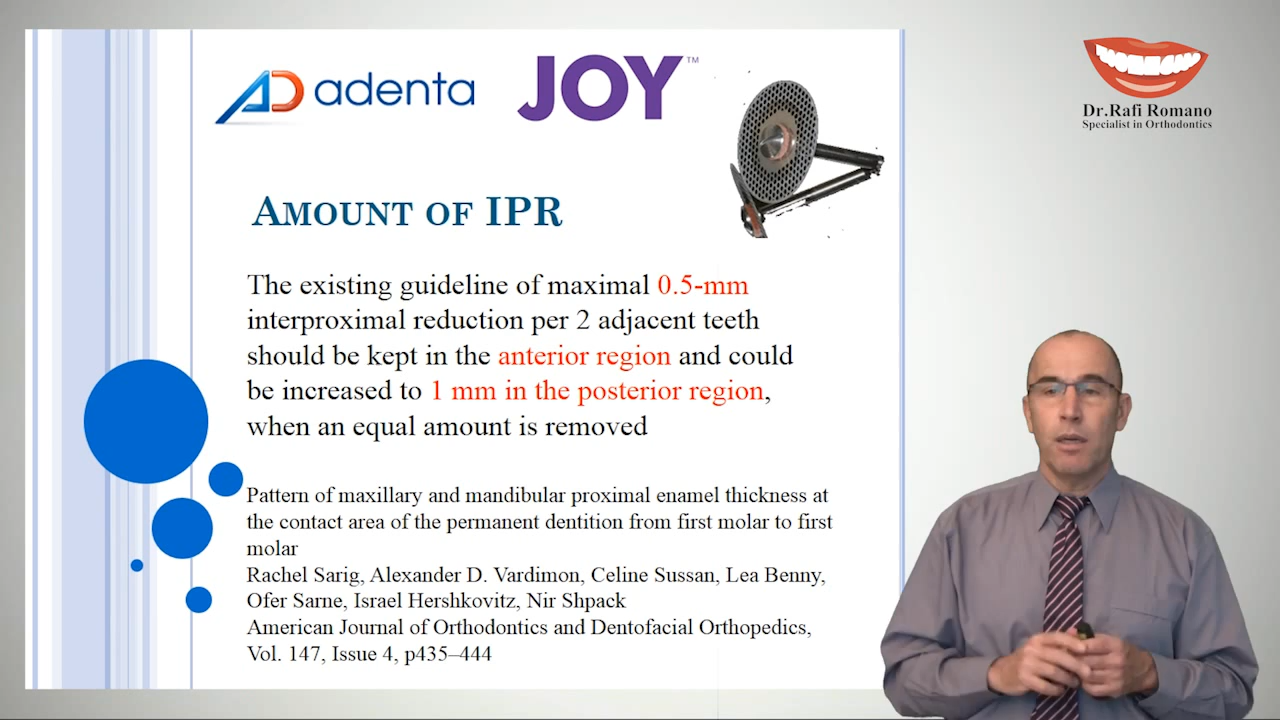 adenta
JOY™
Dr.Rafi Romano
Specialist in Orthodontics
AMOUNT OF IPR
The existing guideline of maximal 0.5-mm
interproximal reduction per 2 adjacent teeth
should be kept in the anterior region and could
be increased to 1 mm in the posterior region,
when an equal amount is removed
Pattern of maxillary and mandibular proximal enamel thickness at
the contact area of the permanent dentition from first molar to first
molar
Rachel Sarig, Alexander D. Vardimon, Celine Sussan, Lea Benny,
Ofer Sarne, Israel Hershkovitz, Nir Shpack
American Journal of Orthodontics and Dentofacial Orthopedics,
Vol. 147, Issue 4, p435–444